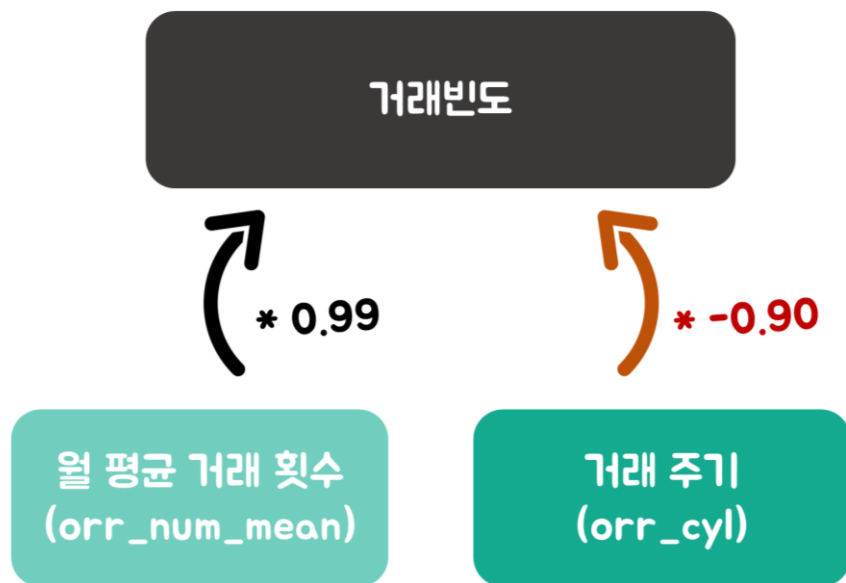 거래빈도
* 0.99
* -0.90
월 평균 거래 횟수
(orr_num_mean)
거래 주기
(orr_cyl)